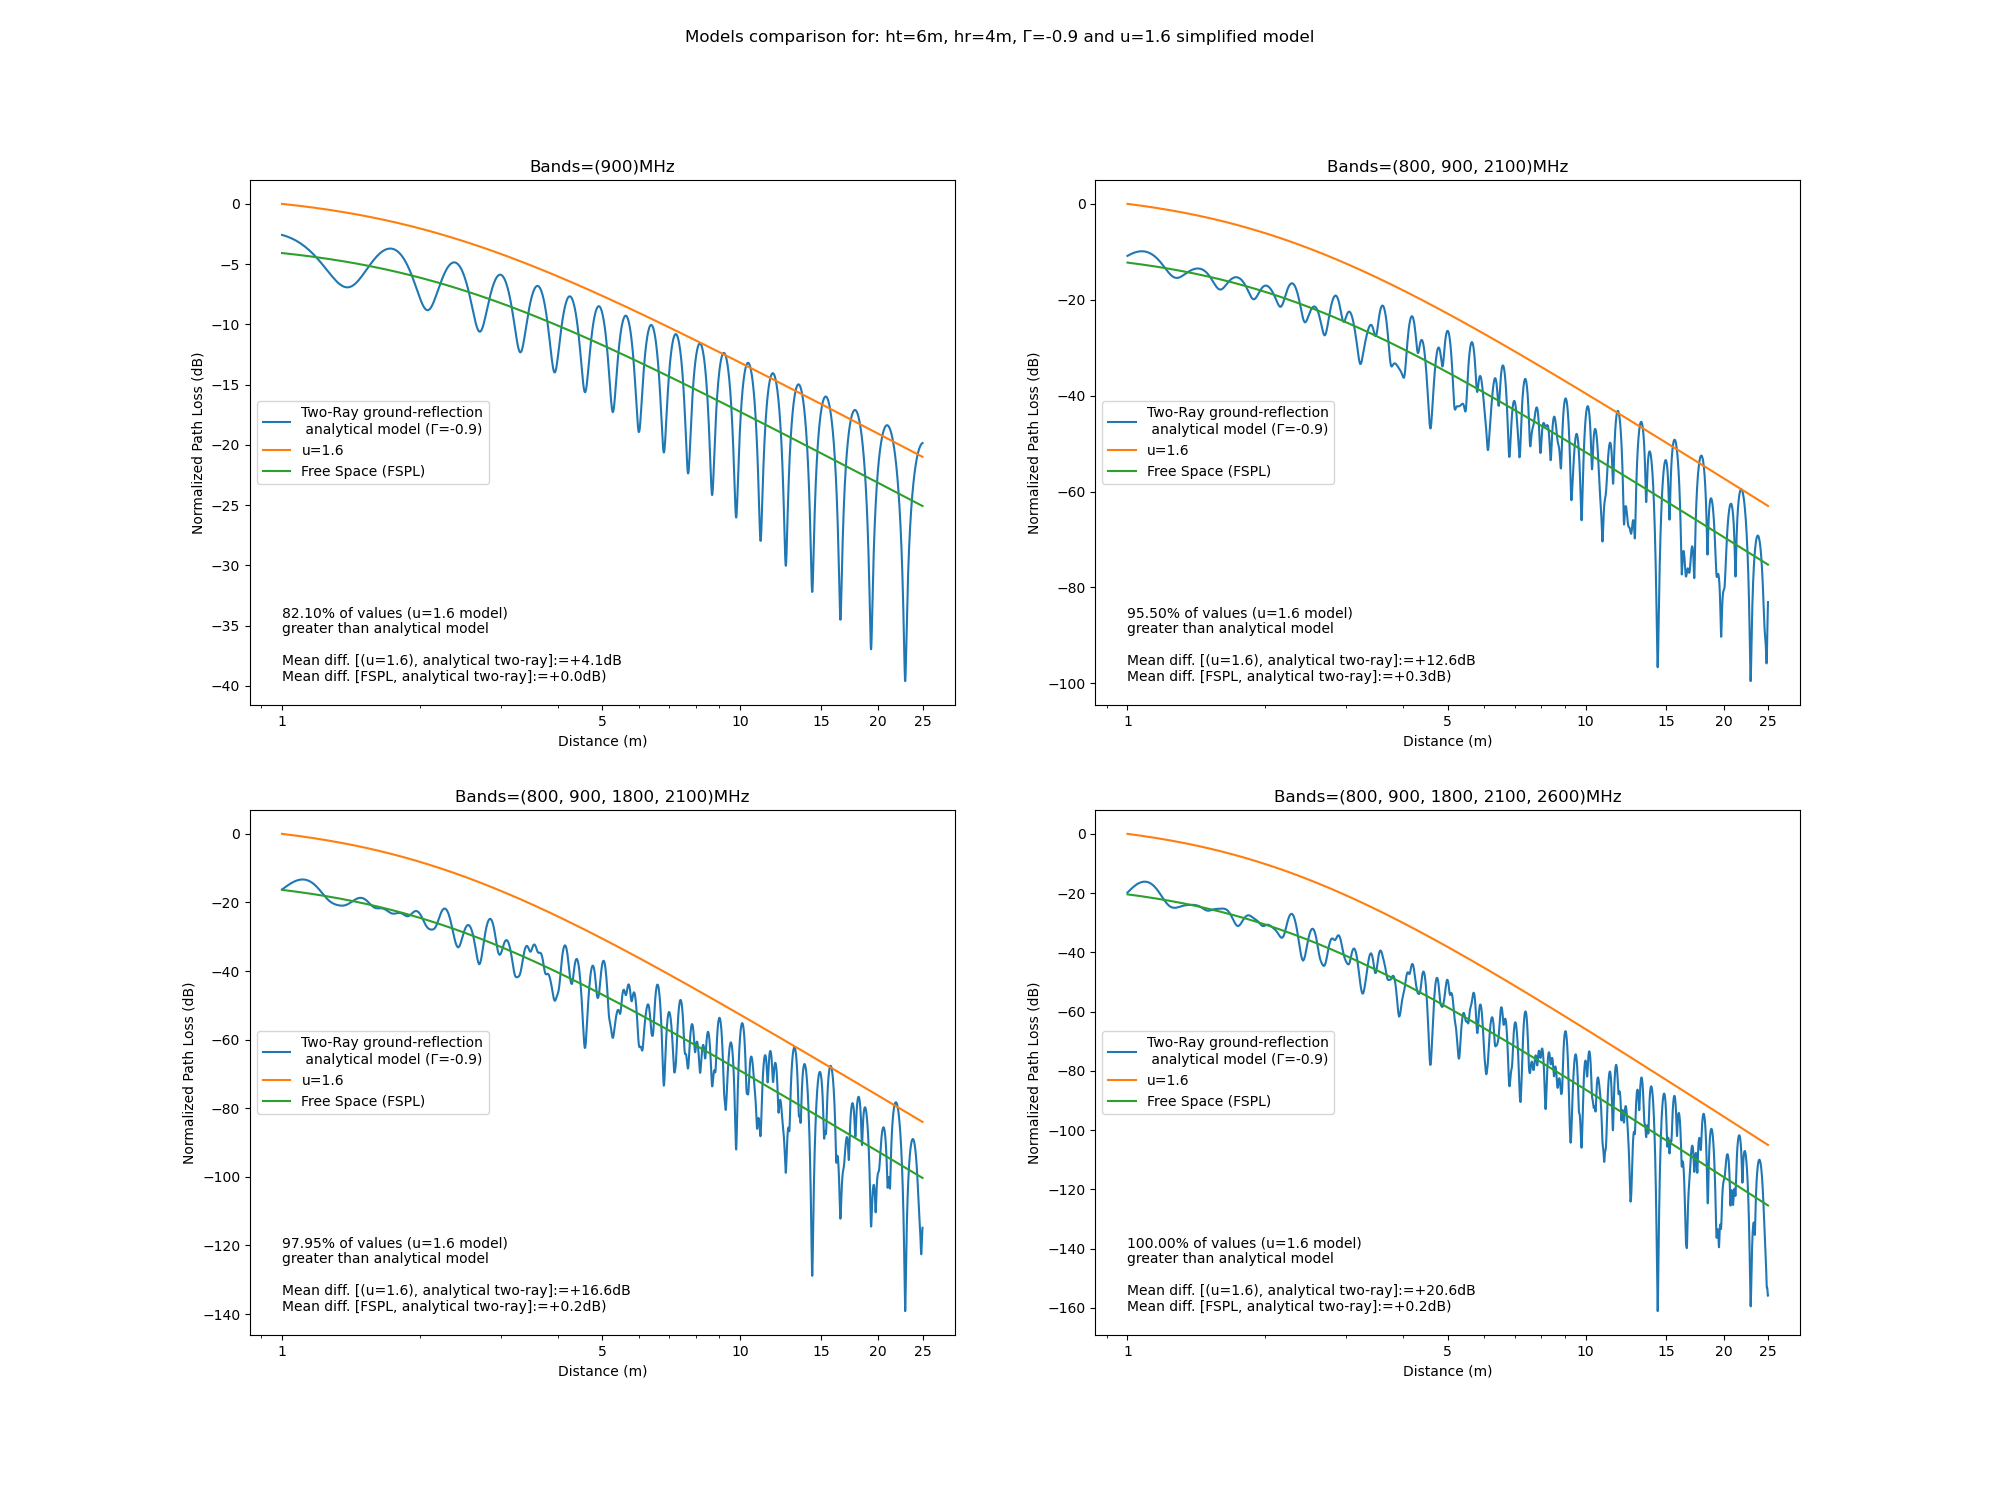 Models comparison for: ht=6m, hr=4m, Γ=-0.9 and u=1.6 simplified model
Bands=(900)MHz
Normalized Path Loss (dB)
0
−5
−10
−15
−20
−25
−30
−35
−40
Two-Ray ground-reflection
analytical model (Γ=-0.9)
u=1.6
Free Space (FSPL)
82.10% of values (u=1.6 model)
greater than analytical model
Mean diff. [(u=1.6), analytical two-ray]:=+4.1dB
Mean diff. [FSPL, analytical two-ray]:=+0.0dB)
1 5 10 15 20 25
Distance (m)
Bands=(800, 900, 2100)MHz
Normalized Path Loss (dB)
0
−20
−40
−60
−80
−100
Two-Ray ground-reflection
analytical model (Γ=-0.9)
u=1.6
Free Space (FSPL)
95.50% of values (u=1.6 model)
greater than analytical model
Mean diff. [(u=1.6), analytical two-ray]:=+12.6dB
Mean diff. [FSPL, analytical two-ray]:=+0.3dB)
1 5 10 15 20 25
Distance (m)
Bands=(800, 900, 1800, 2100)MHz
Normalized Path Loss (dB)
0
−20
−40
−60
−80
−100
−120
−140
Two-Ray ground-reflection
analytical model (Γ=-0.9)
u=1.6
Free Space (FSPL)
97.95% of values (u=1.6 model)
greater than analytical model
Mean diff. [(u=1.6), analytical two-ray]:=+16.6dB
Mean diff. [FSPL, analytical two-ray]:=+0.2dB)
1 5 10 15 20 25
Distance (m)
Bands=(800, 900, 1800, 2100, 2600)MHz
Normalized Path Loss (dB)
0
−20
−40
−60
−80
−100
−120
−140
−160
Two-Ray ground-reflection
analytical model (Γ=-0.9)
u=1.6
Free Space (FSPL)
100.00% of values (u=1.6 model)
greater than analytical model
Mean diff. [(u=1.6), analytical two-ray]:=+20.6dB
Mean diff. [FSPL, analytical two-ray]:=+0.2dB)
1 5 10 15 20 25
Distance (m)